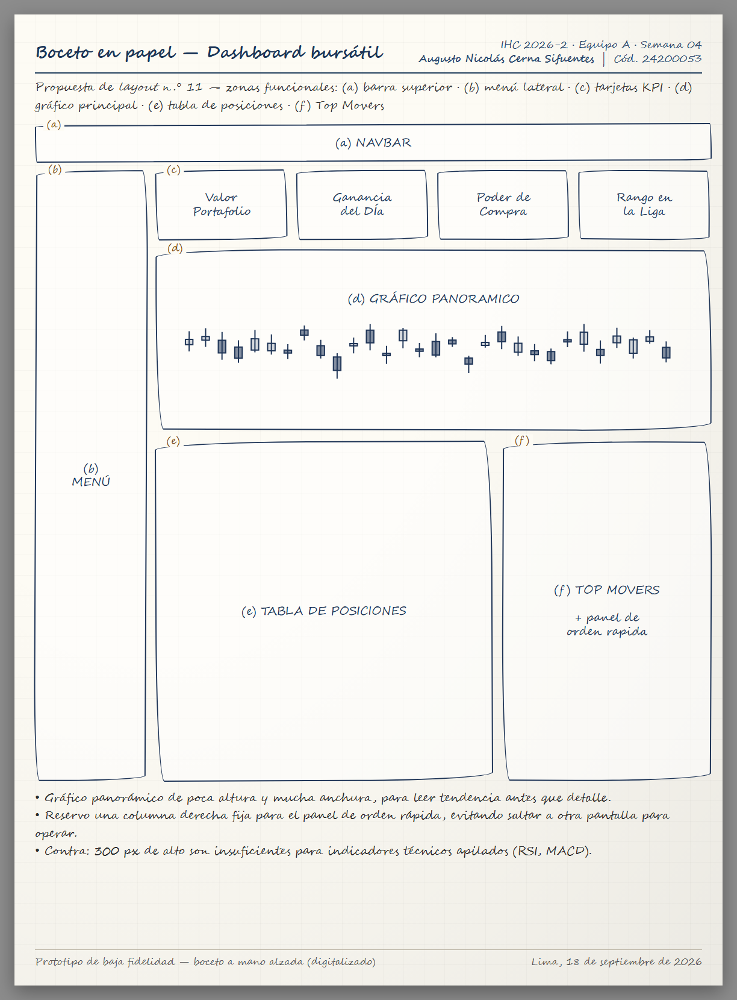 Boceto en papel — Dashboard bursátil
IHC 2026-2 · Equipo A · Semana 04
Augusto Nicolás Cerna Sifuentes | Cód. 24200053
Propuesta de layout n.º 11 — zonas funcionales: (a) barra superior · (b) menú lateral · (c) tarjetas KPI · (d)
gráfico principal · (e) tabla de posiciones · (f) Top Movers
(a)
(a) NAVBAR
(b)
(c)
Valor
Portafolio
Ganancia
del DÍa
Poder de
Compra
Rango en
la Liga
(d)
(d) GRÁFICO PANORAMICO
(b)
MENÚ
(e)
(e) TABLA DE POSICIONES
(f)
(f) TOP MOVERS
+ panel de
orden rapida
• Gráfico panorámico de poca altura y mucha anchura, para leer tendencia antes que detalle.
• Reservo una columna derecha fija para el panel de orden rápida, evitando saltar a otra pantalla para
operar.
• Contra: 300 px de alto son insuficientes para indicadores técnicos apilados (RSI, MACD).
Prototipo de baja fidelidad — boceto a mano alzada (digitalizado)
Lima, 18 de septiembre de 2026